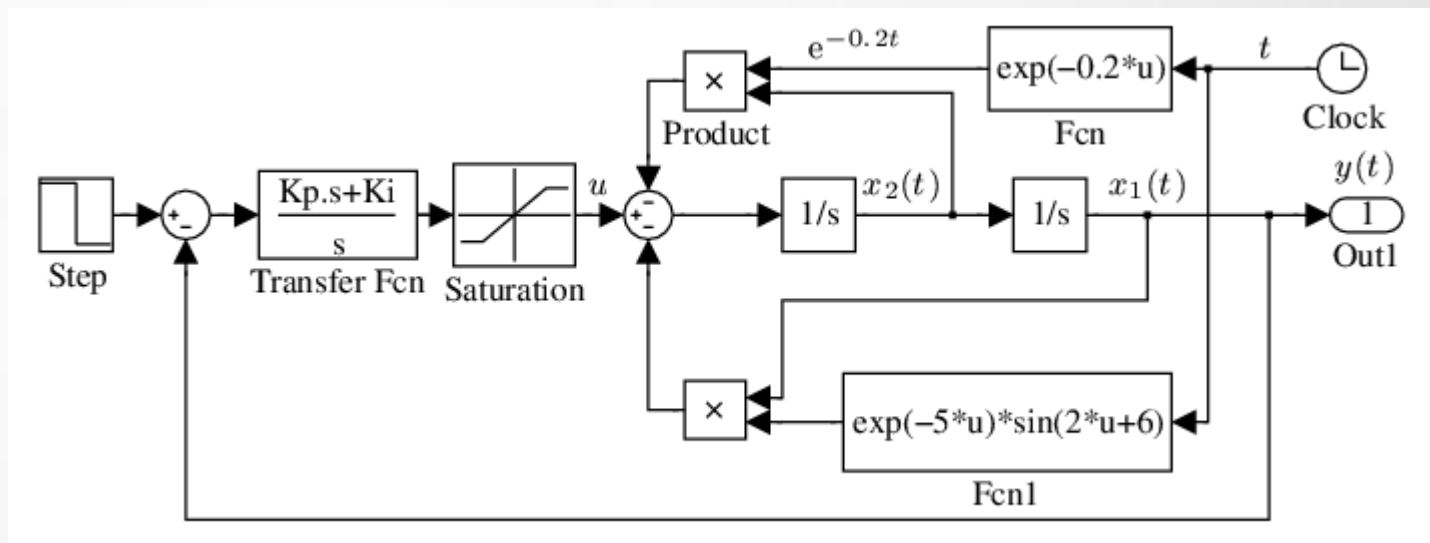 e^{-0.2t}
exp(−0.2*u)
t
×
Product
Fcn
Clock
y(t)
Kp.s+Ki
s
u
x₂(t)
x₁(t)
1/s
1/s
1
+
−
+
−
−
Step
Transfer Fcn
Saturation
Out1
×
exp(−5*u)*sin(2*u+6)
Fcn1